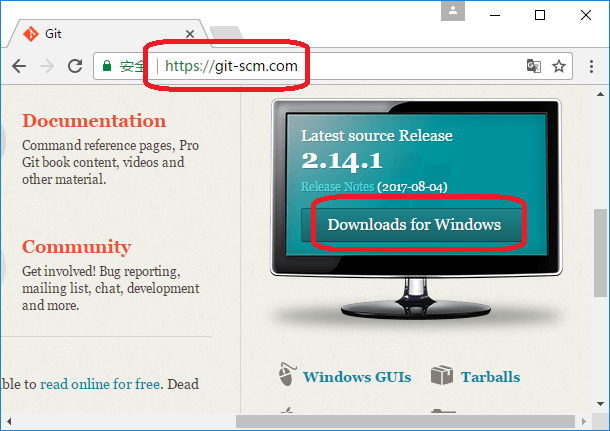 Git
安全
https://git-scm.com
Documentation
Command reference pages, Pro
Git book content, videos and
other material.
Community
Get involved! Bug reporting,
mailing list, chat, development
and more.
ble to read online for free. Dead
Latest source Release
2.14.1
Release Notes (2017-08-04)
Downloads for Windows
Windows GUIs
Tarballs